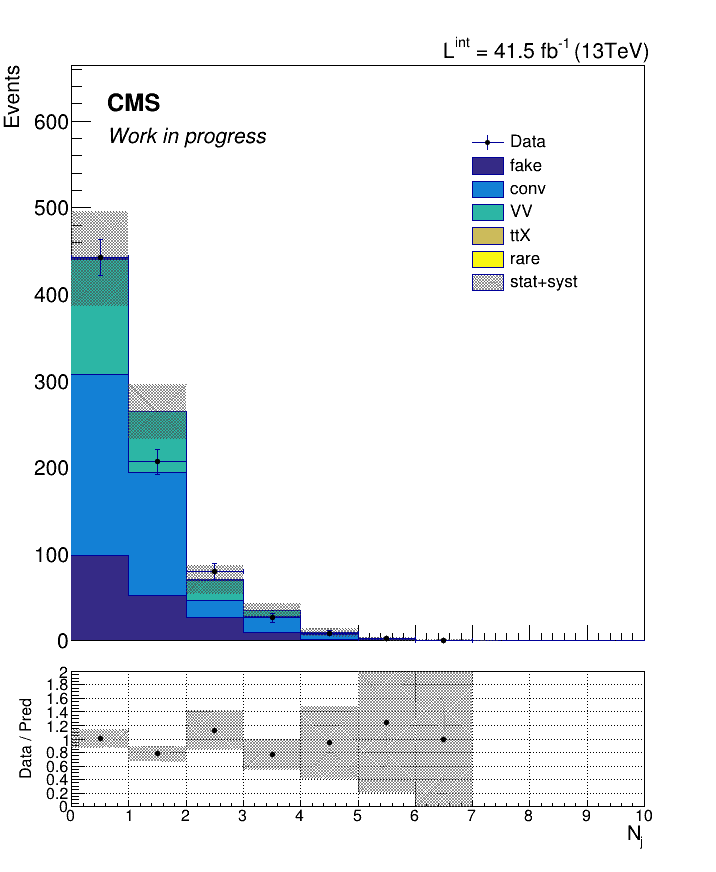 L^int = 41.5 fb^-1 (13TeV)
Events
CMS
Work in progress
Data
fake
conv
VV
ttX
rare
stat+syst
600
500
400
300
200
100
0
Data / Pred
2
1.8
1.6
1.4
1.2
1
0.8
0.6
0.4
0.2
0
0 1 2 3 4 5 6 7 8 9 10
N_j